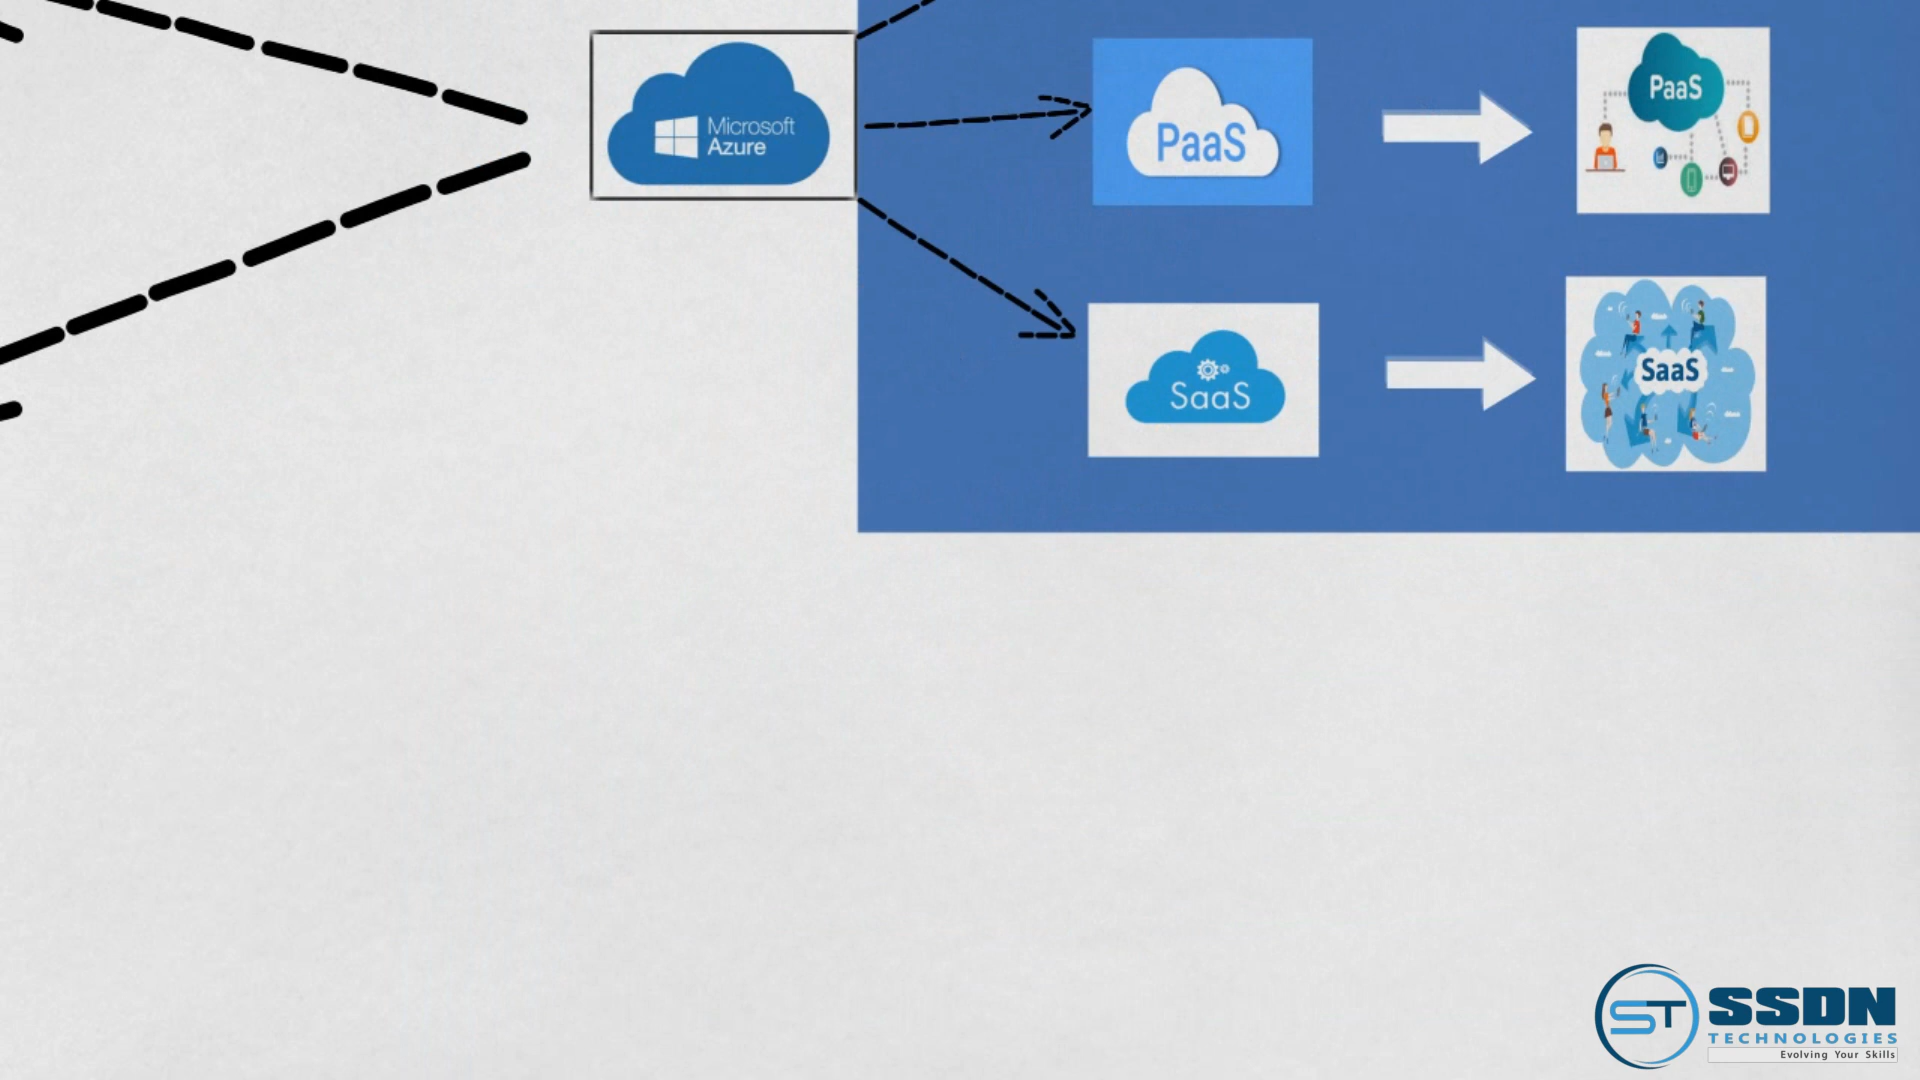 Microsoft
Azure
PaaS
PaaS
SaaS
SaaS
ST
SSDN
TECHNOLOGIES
Evolving Your Skills